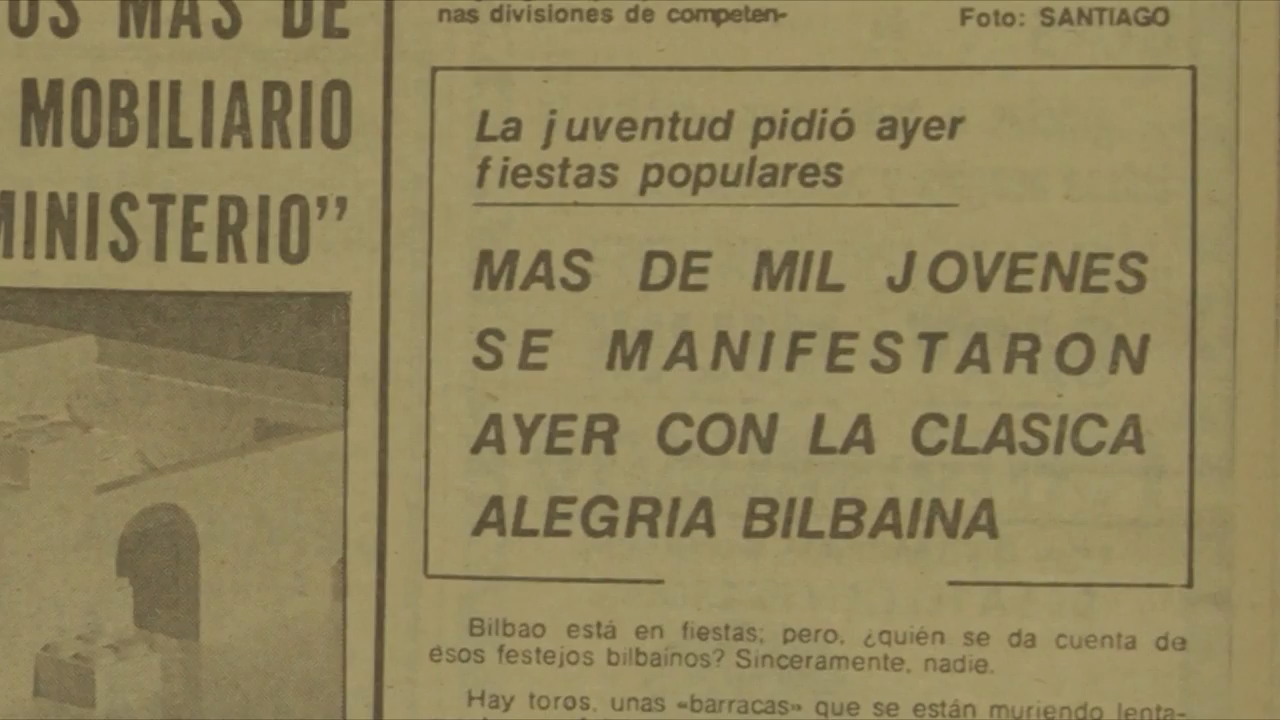 OS MAS DE
MOBILIARIO
MINISTERIO”
nas divisiones de competen-
Foto: SANTIAGO
La juventud pidió ayer
fiestas populares
MAS DE MIL JOVENES
SE MANIFESTARON
AYER CON LA CLASICA
ALEGRIA BILBAINA
Bilbao está en fiestas; pero, ¿quién se da cuenta de
esos festejos bilbainos? Sinceramente, nadie.
Hay toros, unas «barracas» que se están muriendo lenta-